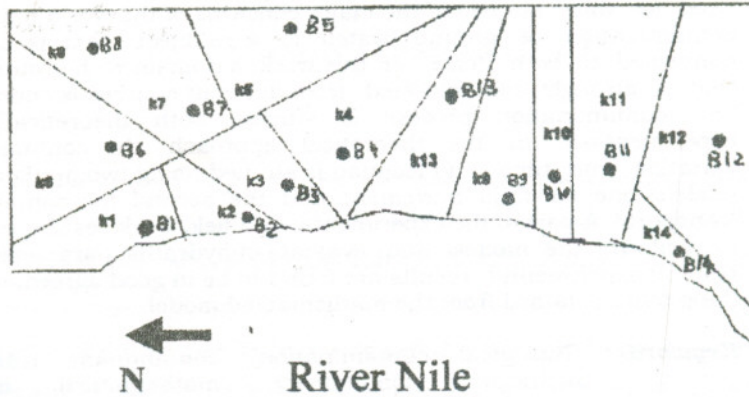 B5
k8 B8
k7 B7 k5 B13 k11
k4 k10 k12
B6 B4 k13 B11 B12
k6 k3 B3 k9 B9 B10
k1 B1 k2 B2 k14 B14
N River Nile